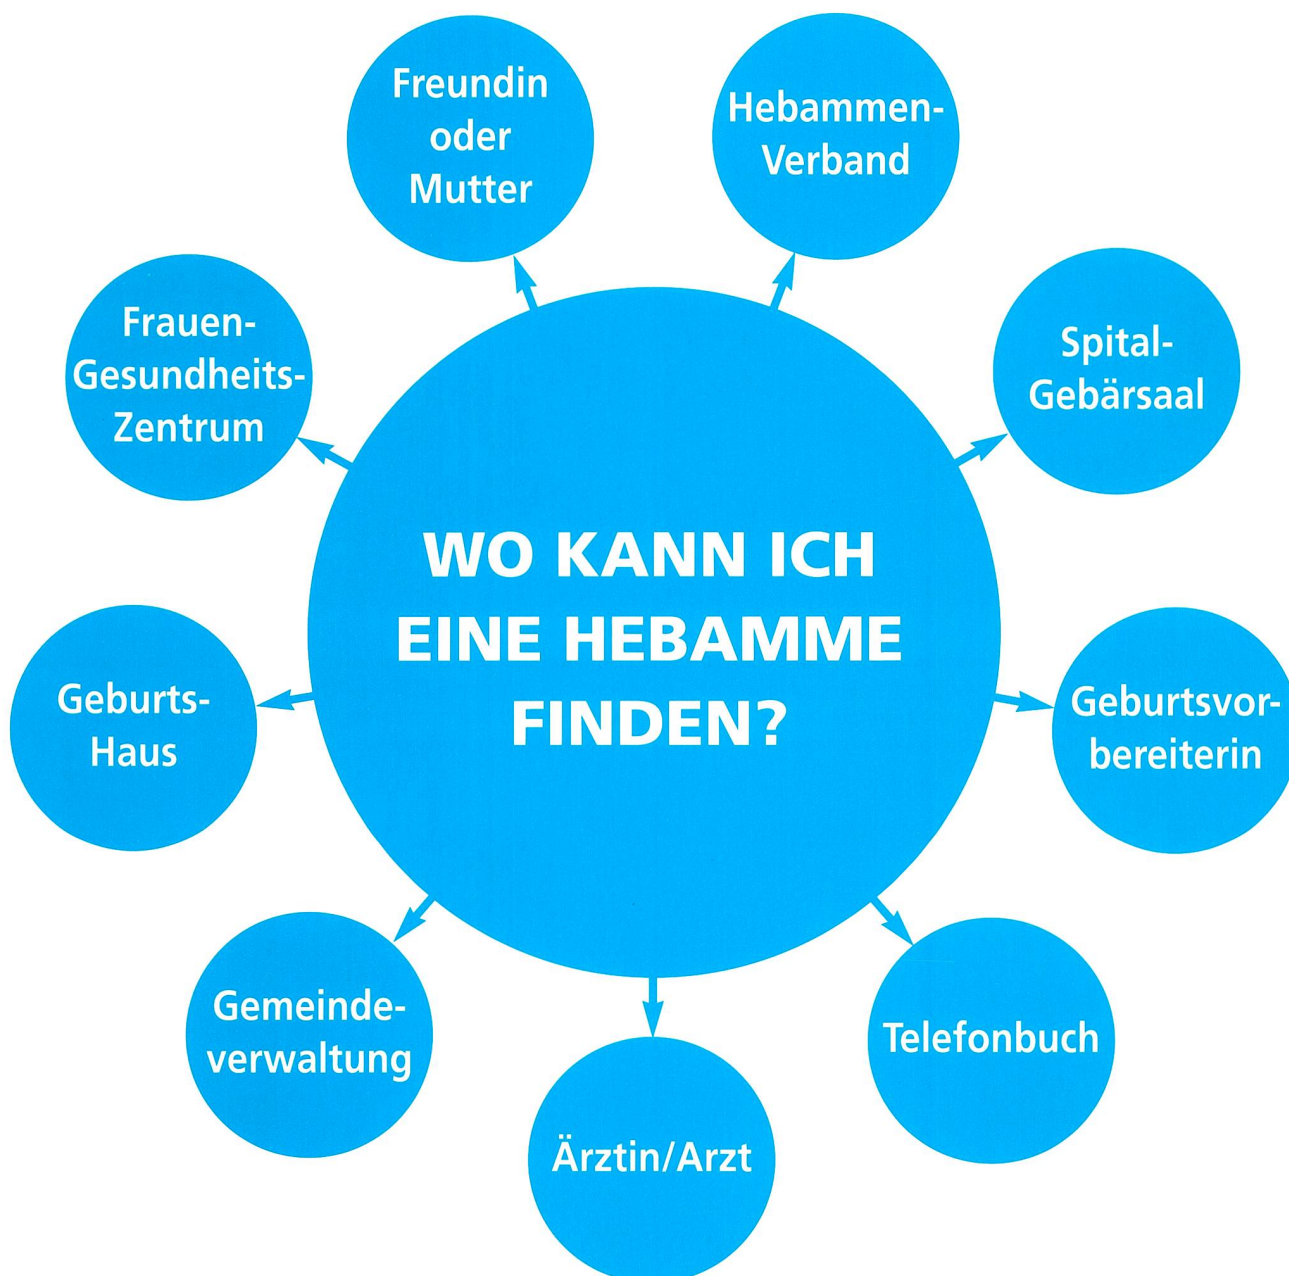 WO KANN ICH
EINE HEBAMME
FINDEN?
Freundin
oder
Mutter
Hebammen-
Verband
Spital-
Gebärsaal
Geburtsvor-
bereiterin
Telefonbuch
Ärztin/Arzt
Gemeinde-
verwaltung
Geburts-
Haus
Frauen-
Gesundheits-
Zentrum